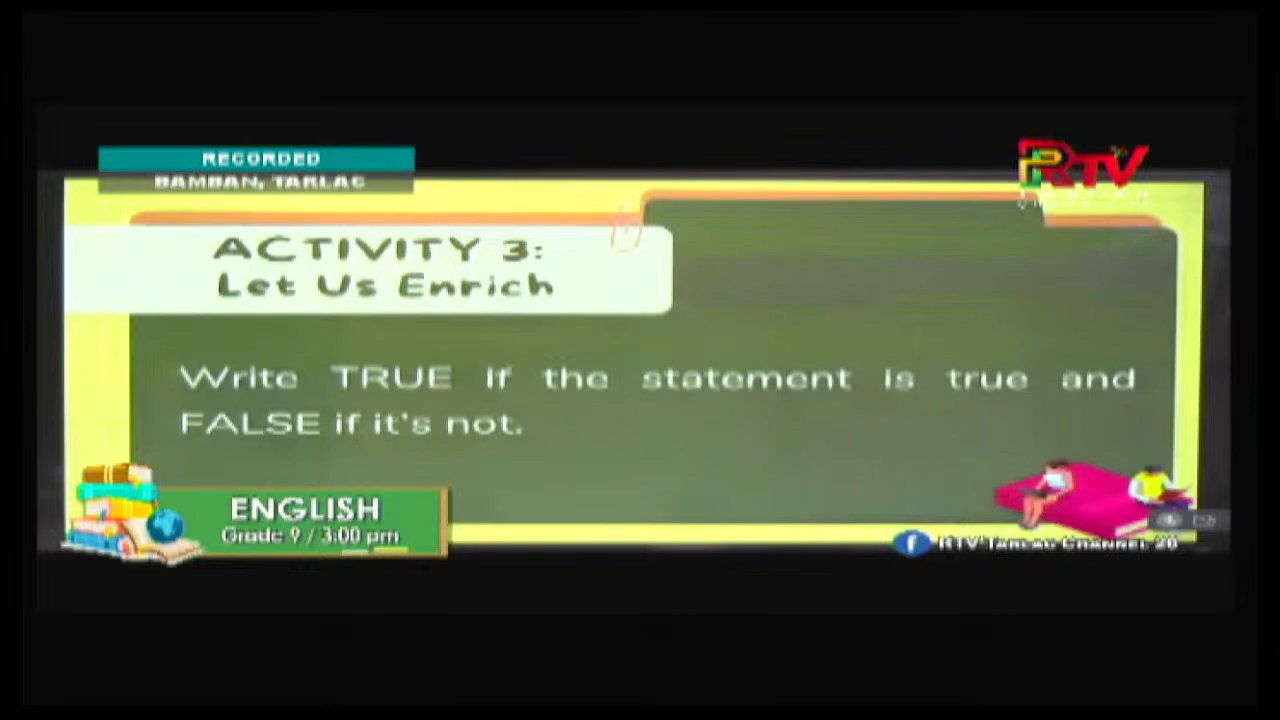 RECORDED
BAMBAN, TARLAC
RTV
ACTIVITY 3:
Let Us Enrich
Write TRUE if the statement is true and
FALSE if it's not.
ENGLISH
Grade 9 / 3:00 pm
RTV TARLAC CHANNEL 26